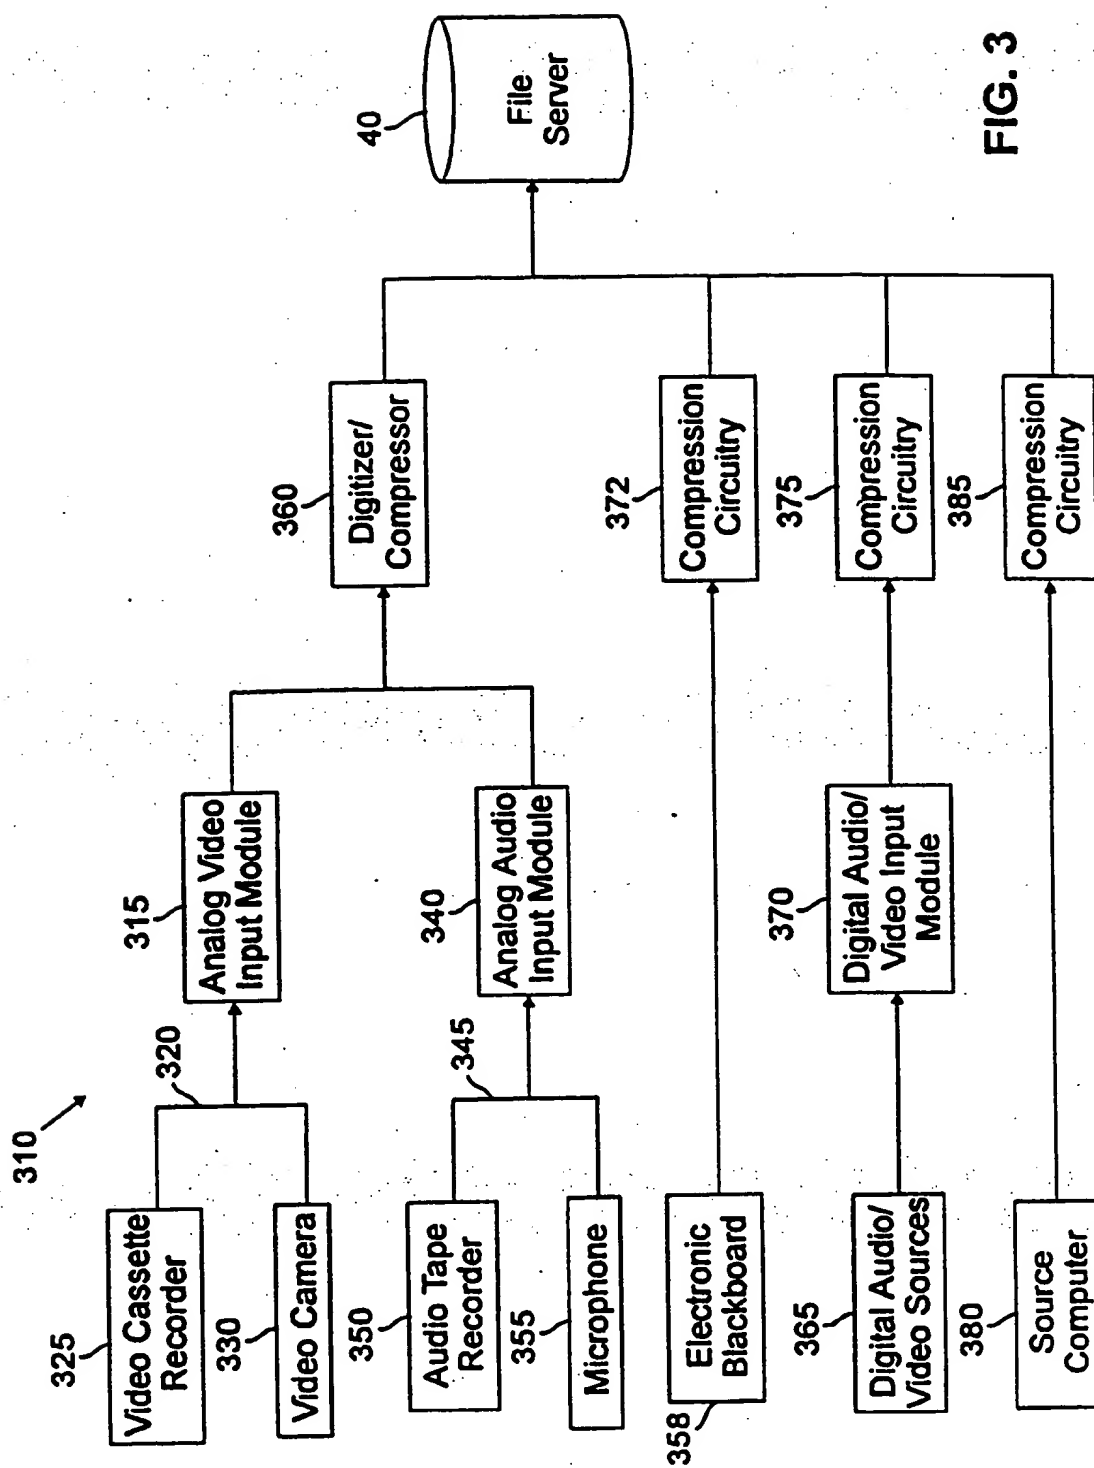 310
325
Video Cassette
Recorder
320
330
Video Camera
315
Analog Video
Input Module
350
Audio Tape
Recorder
345
355
Microphone
340
Analog Audio
Input Module
360
Digitizer/
Compressor
40
File
Server
358
Electronic
Blackboard
372
Compression
Circuitry
365
Digital Audio/
Video Sources
370
Digital Audio/
Video Input
Module
375
Compression
Circuitry
380
Source
Computer
385
Compression
Circuitry
FIG. 3